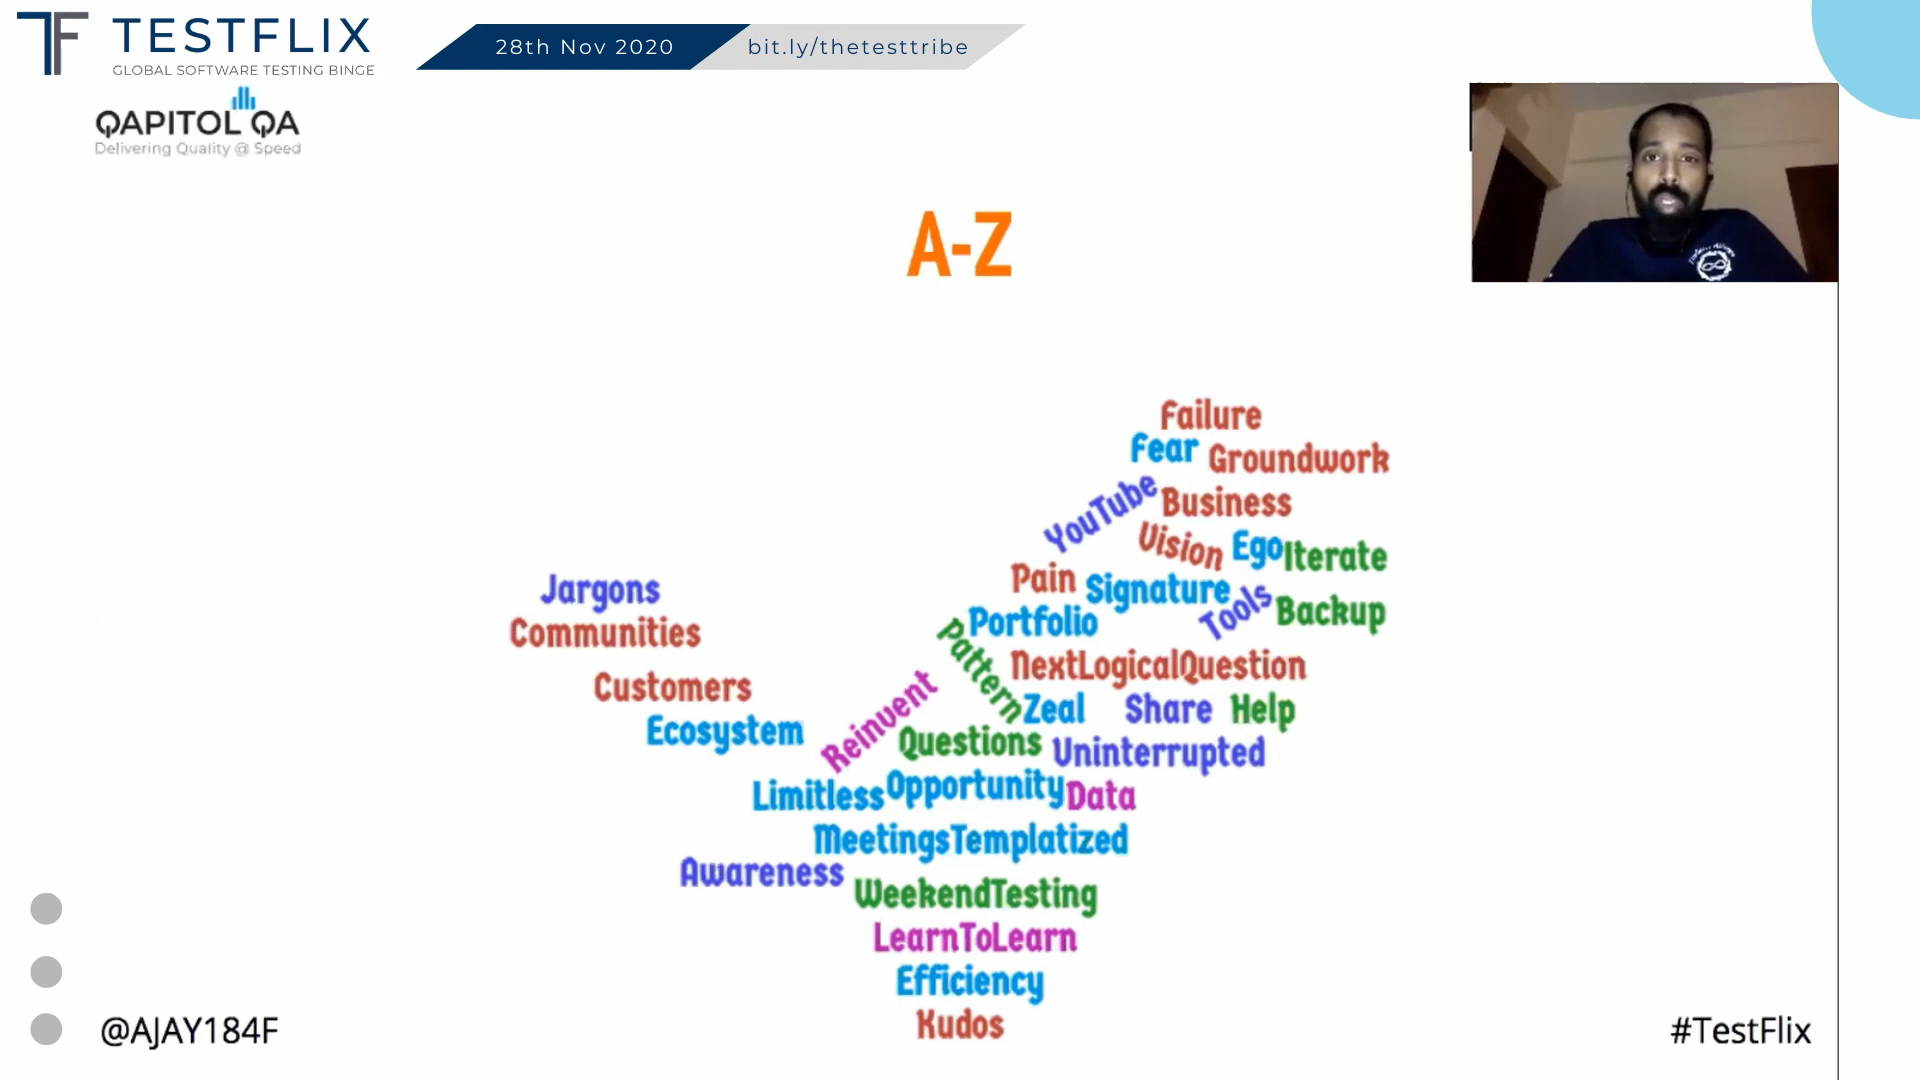 TF TESTFLIX
GLOBAL SOFTWARE TESTING BINGE
28th Nov 2020 bit.ly/thetesttribe
QAPITOL QA
Delivering Quality @ Speed
A-Z
Failure
Fear Groundwork
YouTube Business
Vision Ego Iterate
Pain Signature
Jargons
Portfolio Tools Backup
Communities
Pattern NextLogicalQuestion
Customers
Reinvent Zeal Share Help
Ecosystem
Questions Uninterrupted
Limitless Opportunity Data
MeetingsTemplatized
Awareness
WeekendTesting
LearnToLearn
Efficiency
Kudos
@AJAY184F #TestFlix